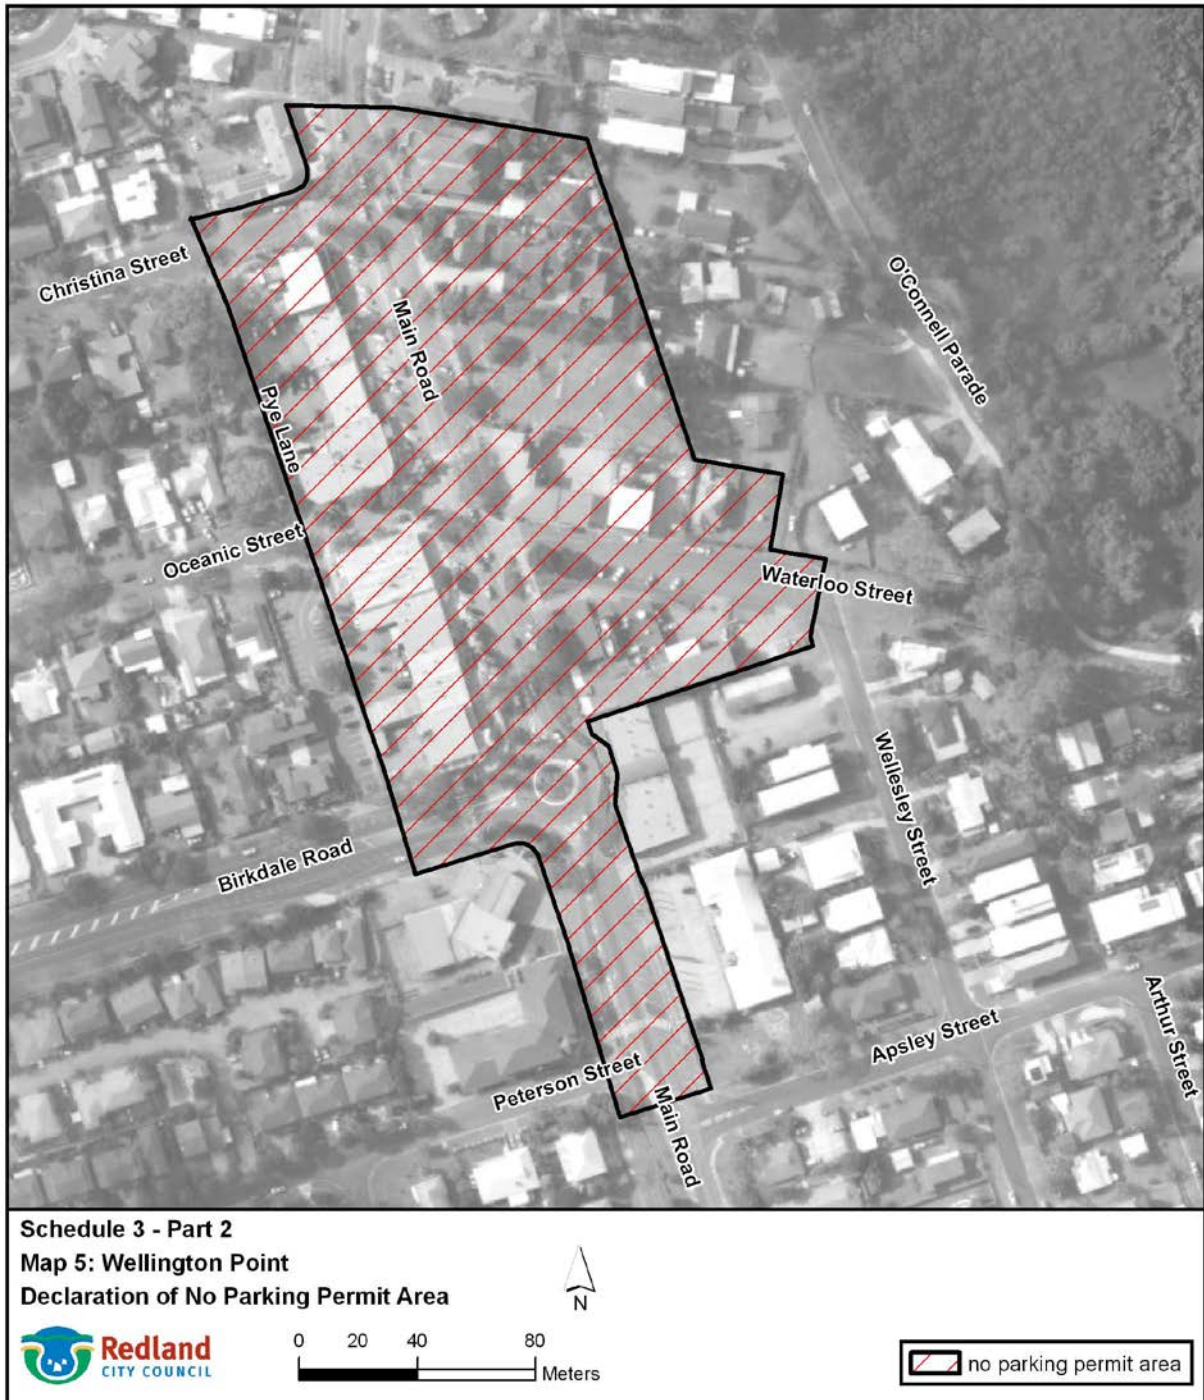 Christina Street
Main Road
O'Connell Parade
Pye Lane
Oceanic Street
Waterloo Street
Wellesley Street
Birkdale Road
Apsley Street
Arthur Street
Peterson Street
Main Road
Schedule 3 - Part 2
Map 5: Wellington Point
Declaration of No Parking Permit Area
N
Redland
CITY COUNCIL
0 20 40 80
Meters
no parking permit area